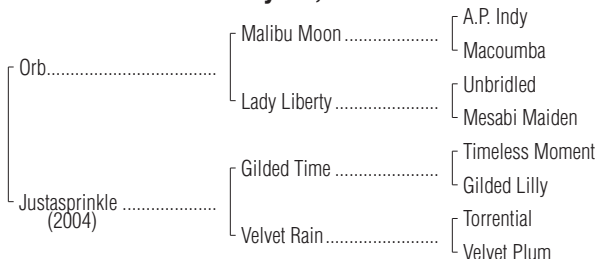 A.P. Indy
Malibu Moon
Macoumba
Orb
Unbridled
Lady Liberty
Mesabi Maiden
Timeless Moment
Gilded Time
Gilded Lilly
Justasprinkle
(2004)
Torrential
Velvet Rain
Velvet Plum